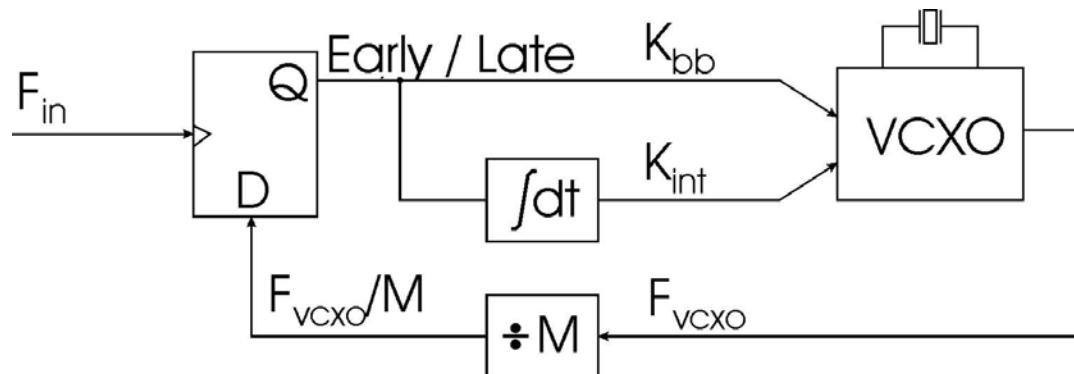 Early / Late
K_bb
F_in
Q
VCXO
D
∫dt
K_int
F_VCXO/M
÷M
F_VCXO